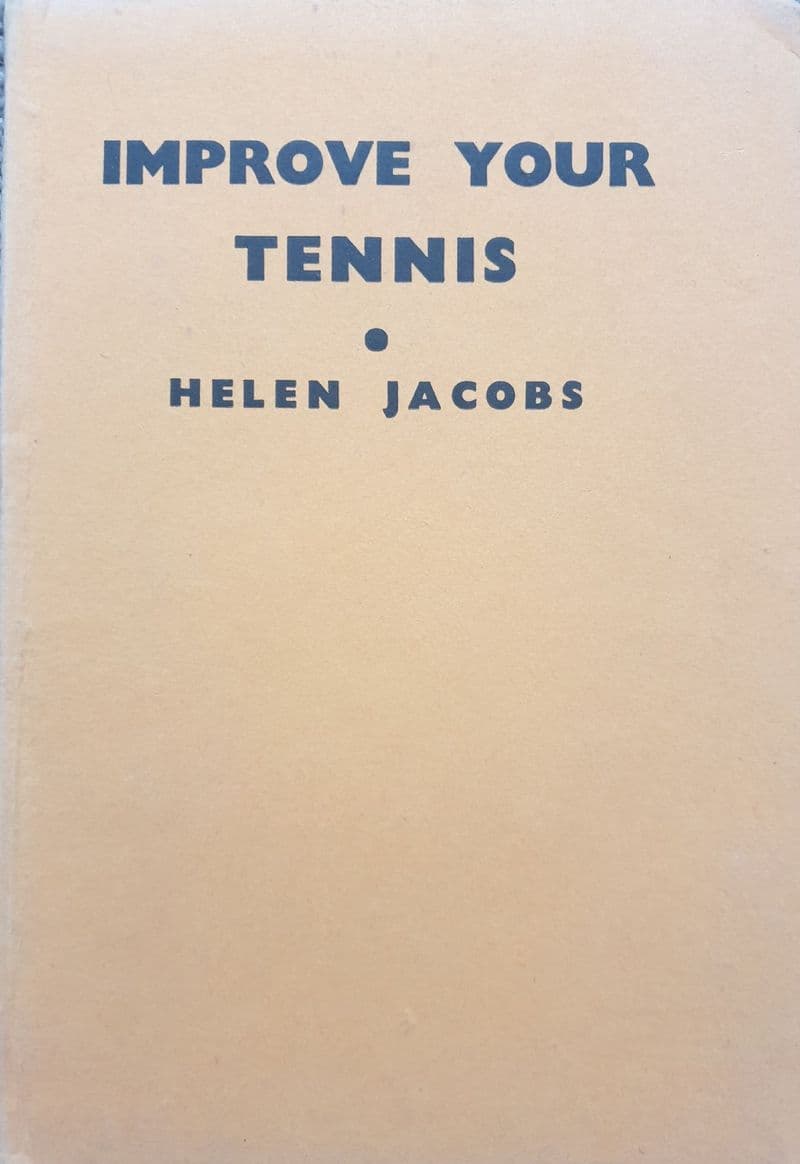 IMPROVE YOUR
TENNIS
●
HELEN JACOBS